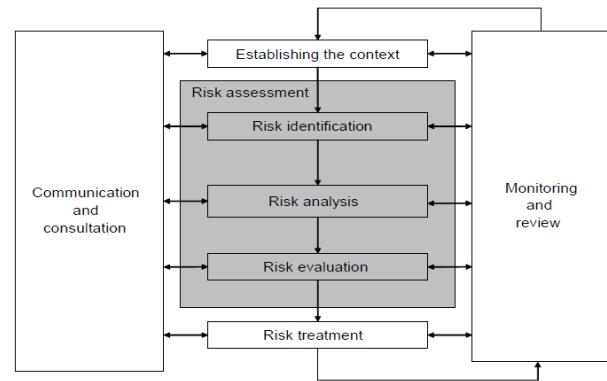 Establishing the context
Risk assessment
Risk identification
Communication
and
consultation
Risk analysis
Monitoring
and
review
Risk evaluation
Risk treatment